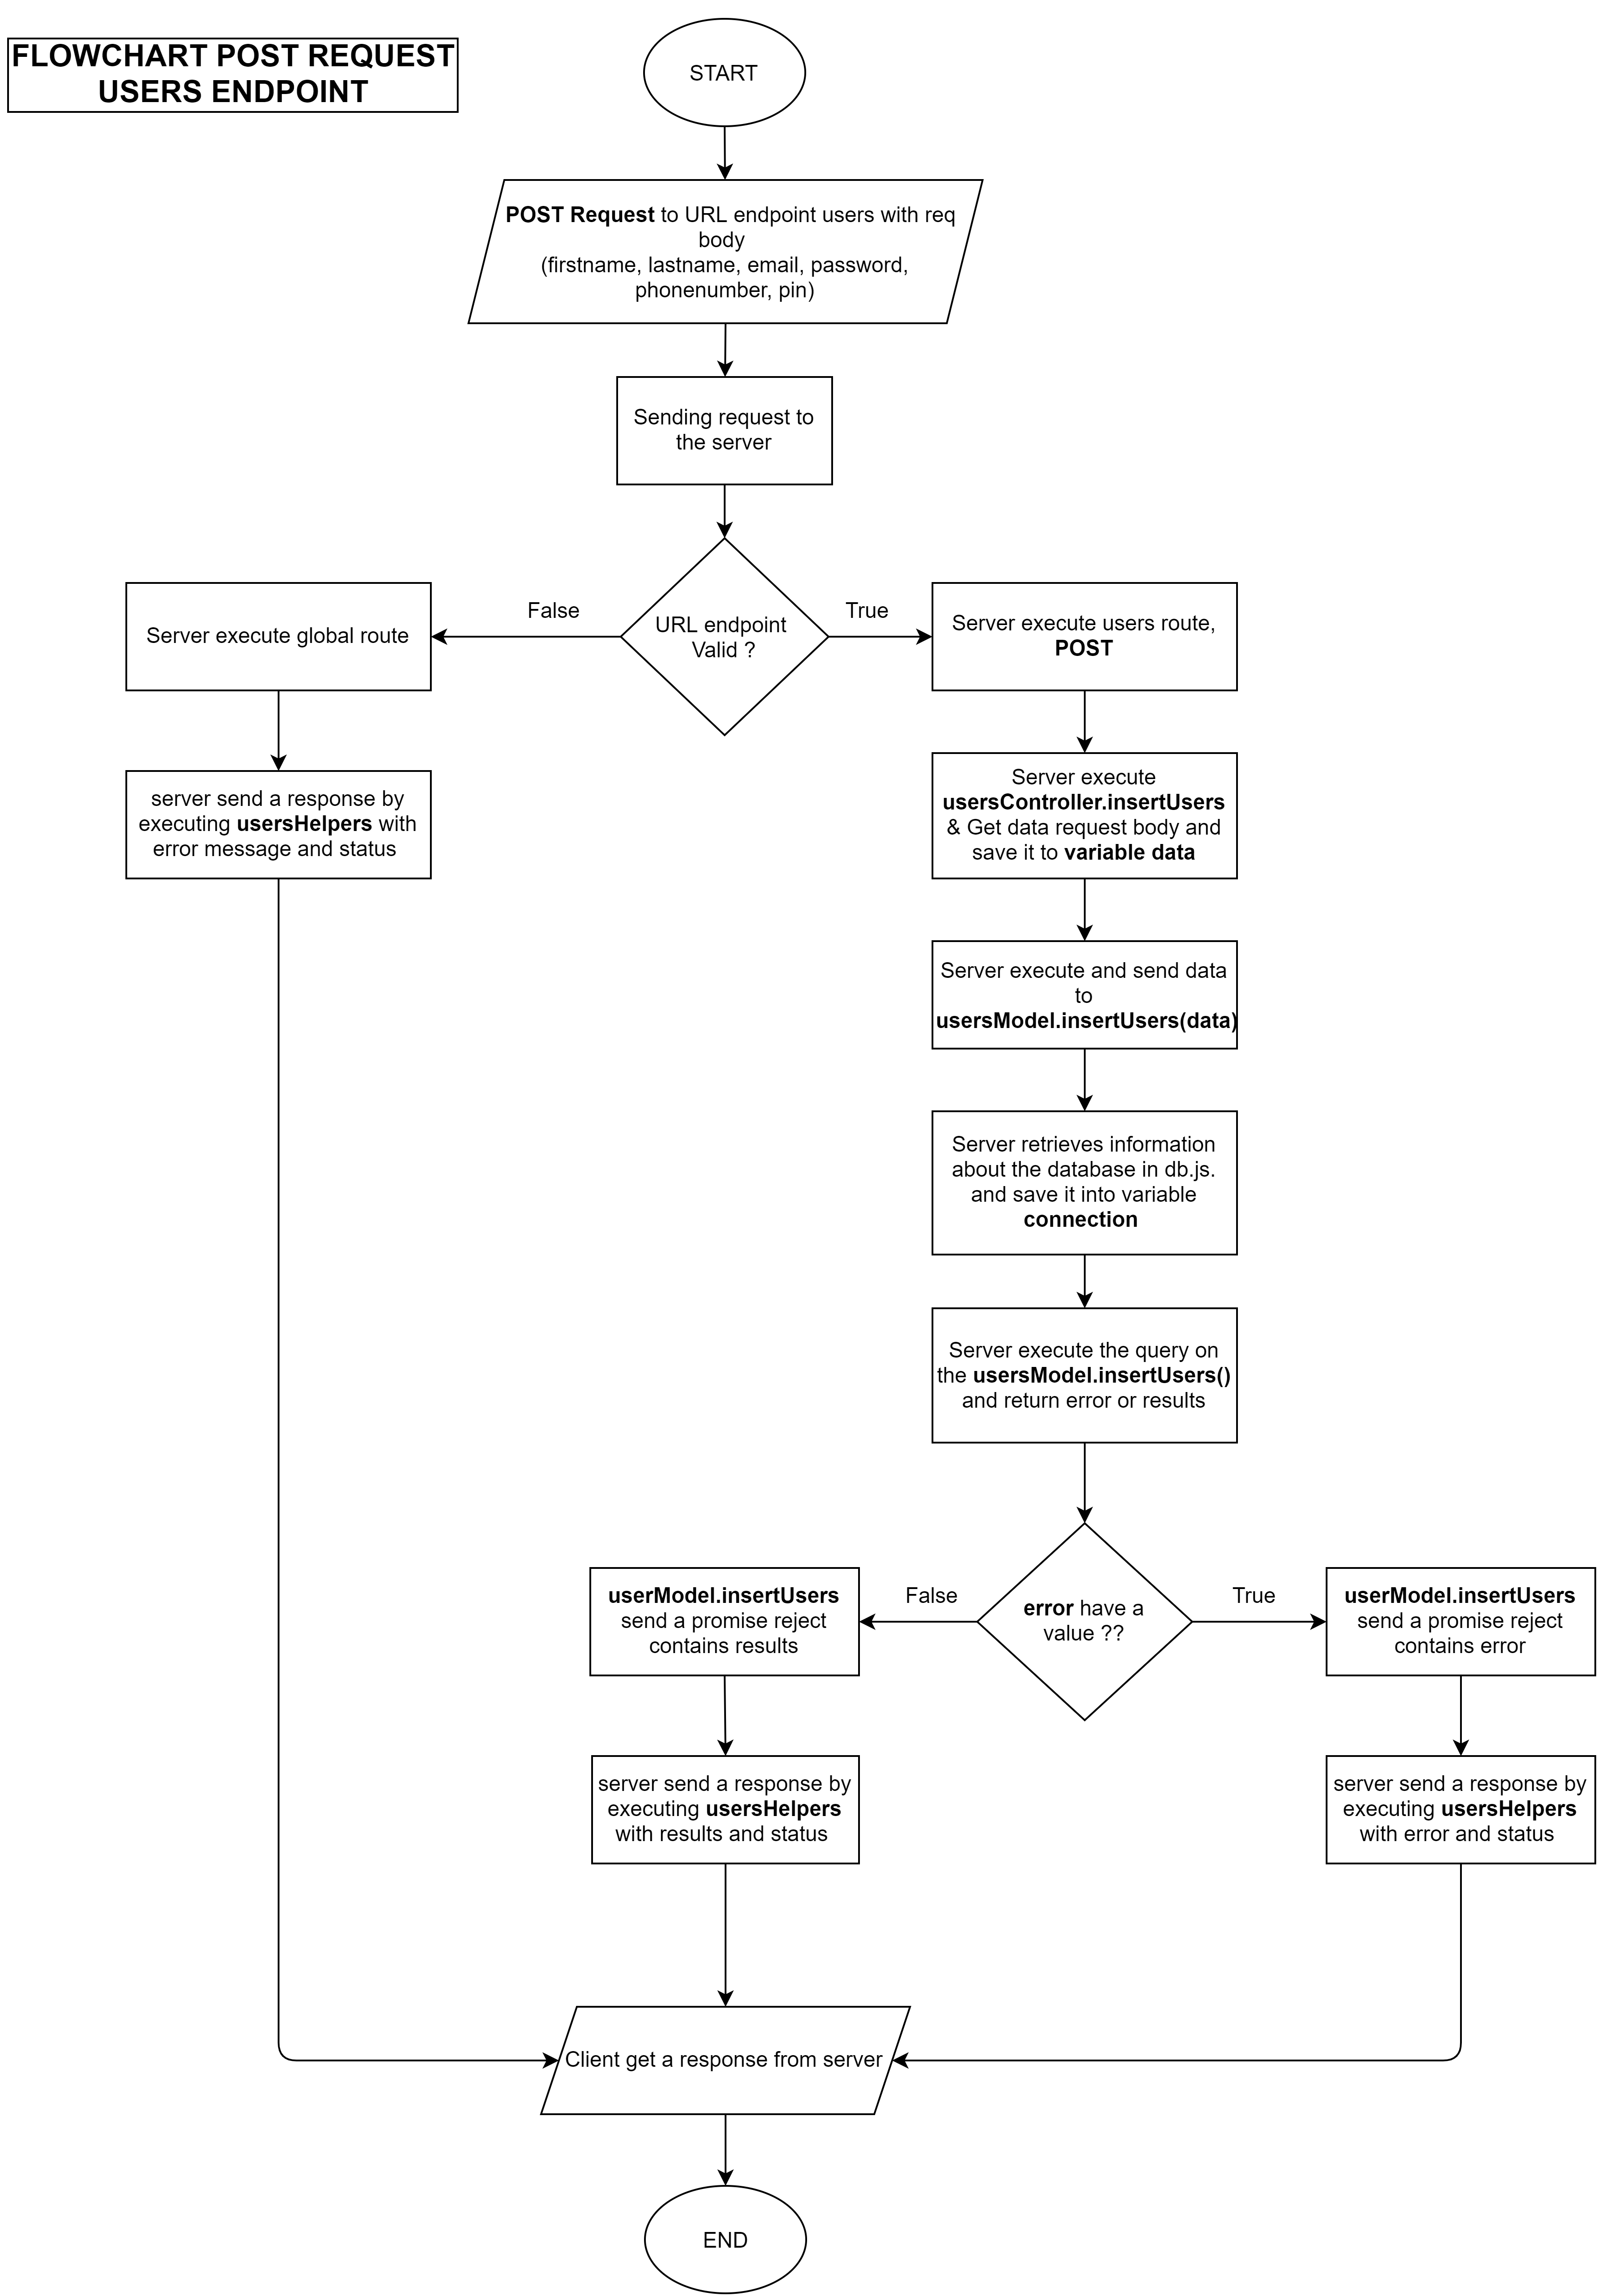 FLOWCHART POST REQUEST
USERS ENDPOINT
START
POST Request to URL endpoint users with req
body
(firstname, lastname, email, password,
phonenumber, pin)
Sending request to
the server
URL endpoint
Valid ?
False
True
Server execute global route
server send a response by
executing usersHelpers with
error message and status
Server execute users route,
POST
Server execute
usersController.insertUsers
& Get data request body and
save it to variable data
Server execute and send data
to
usersModel.insertUsers(data)
Server retrieves information
about the database in db.js.
and save it into variable
connection
Server execute the query on
the usersModel.insertUsers()
and return error or results
error have a
value ??
False
True
userModel.insertUsers
send a promise reject
contains results
server send a response by
executing usersHelpers
with results and status
userModel.insertUsers
send a promise reject
contains error
server send a response by
executing usersHelpers
with error and status
Client get a response from server
END